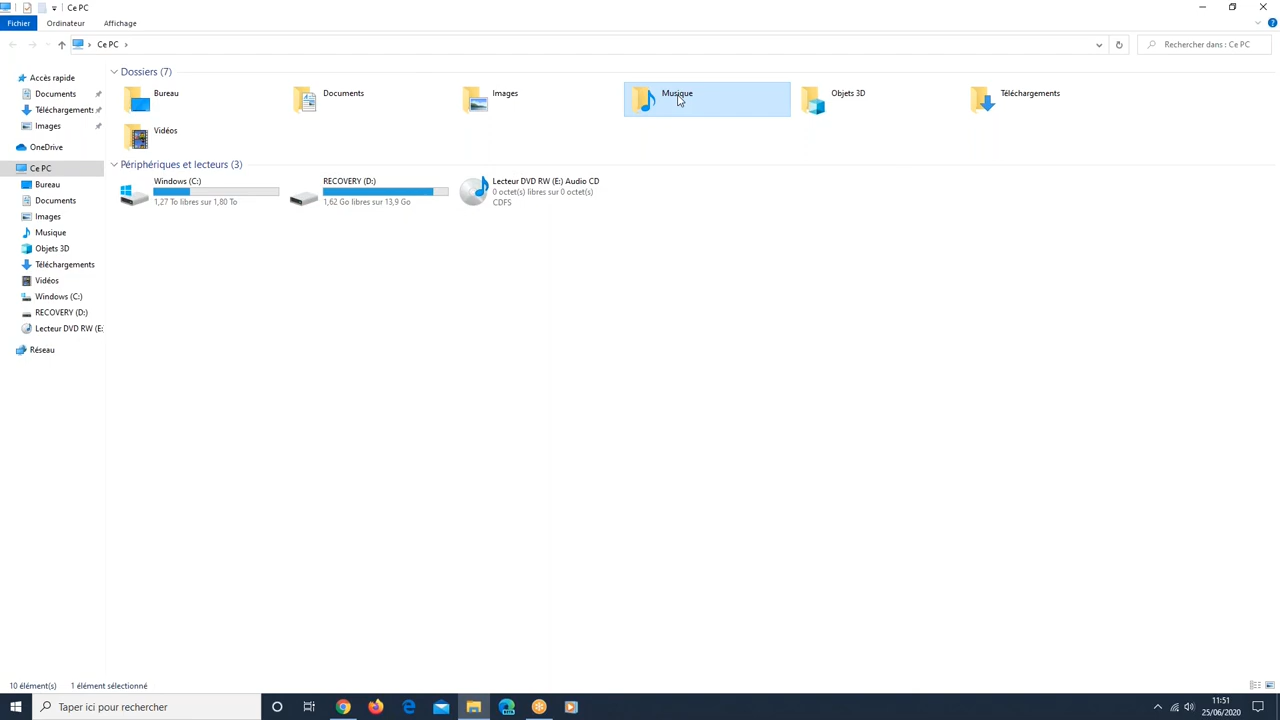 Ce PC
Fichier
Ordinateur
Affichage
Ce PC
Rechercher dans : Ce PC
Accès rapide
Documents
Téléchargements
Images
OneDrive
Ce PC
Bureau
Documents
Images
Musique
Objets 3D
Téléchargements
Vidéos
Windows (C:)
RECOVERY (D:)
Lecteur DVD RW (E:
Réseau
Dossiers (7)
Bureau
Documents
Images
Musique
Objets 3D
Téléchargements
Vidéos
Périphériques et lecteurs (3)
Windows (C:)
1,27 To libres sur 1,80 To
RECOVERY (D:)
1,62 Go libres sur 13,9 Go
Lecteur DVD RW (E:) Audio CD
0 octet(s) libres sur 0 octet(s)
CDFS
10 élément(s)
1 élément sélectionné
Taper ici pour rechercher
11:51
25/06/2020